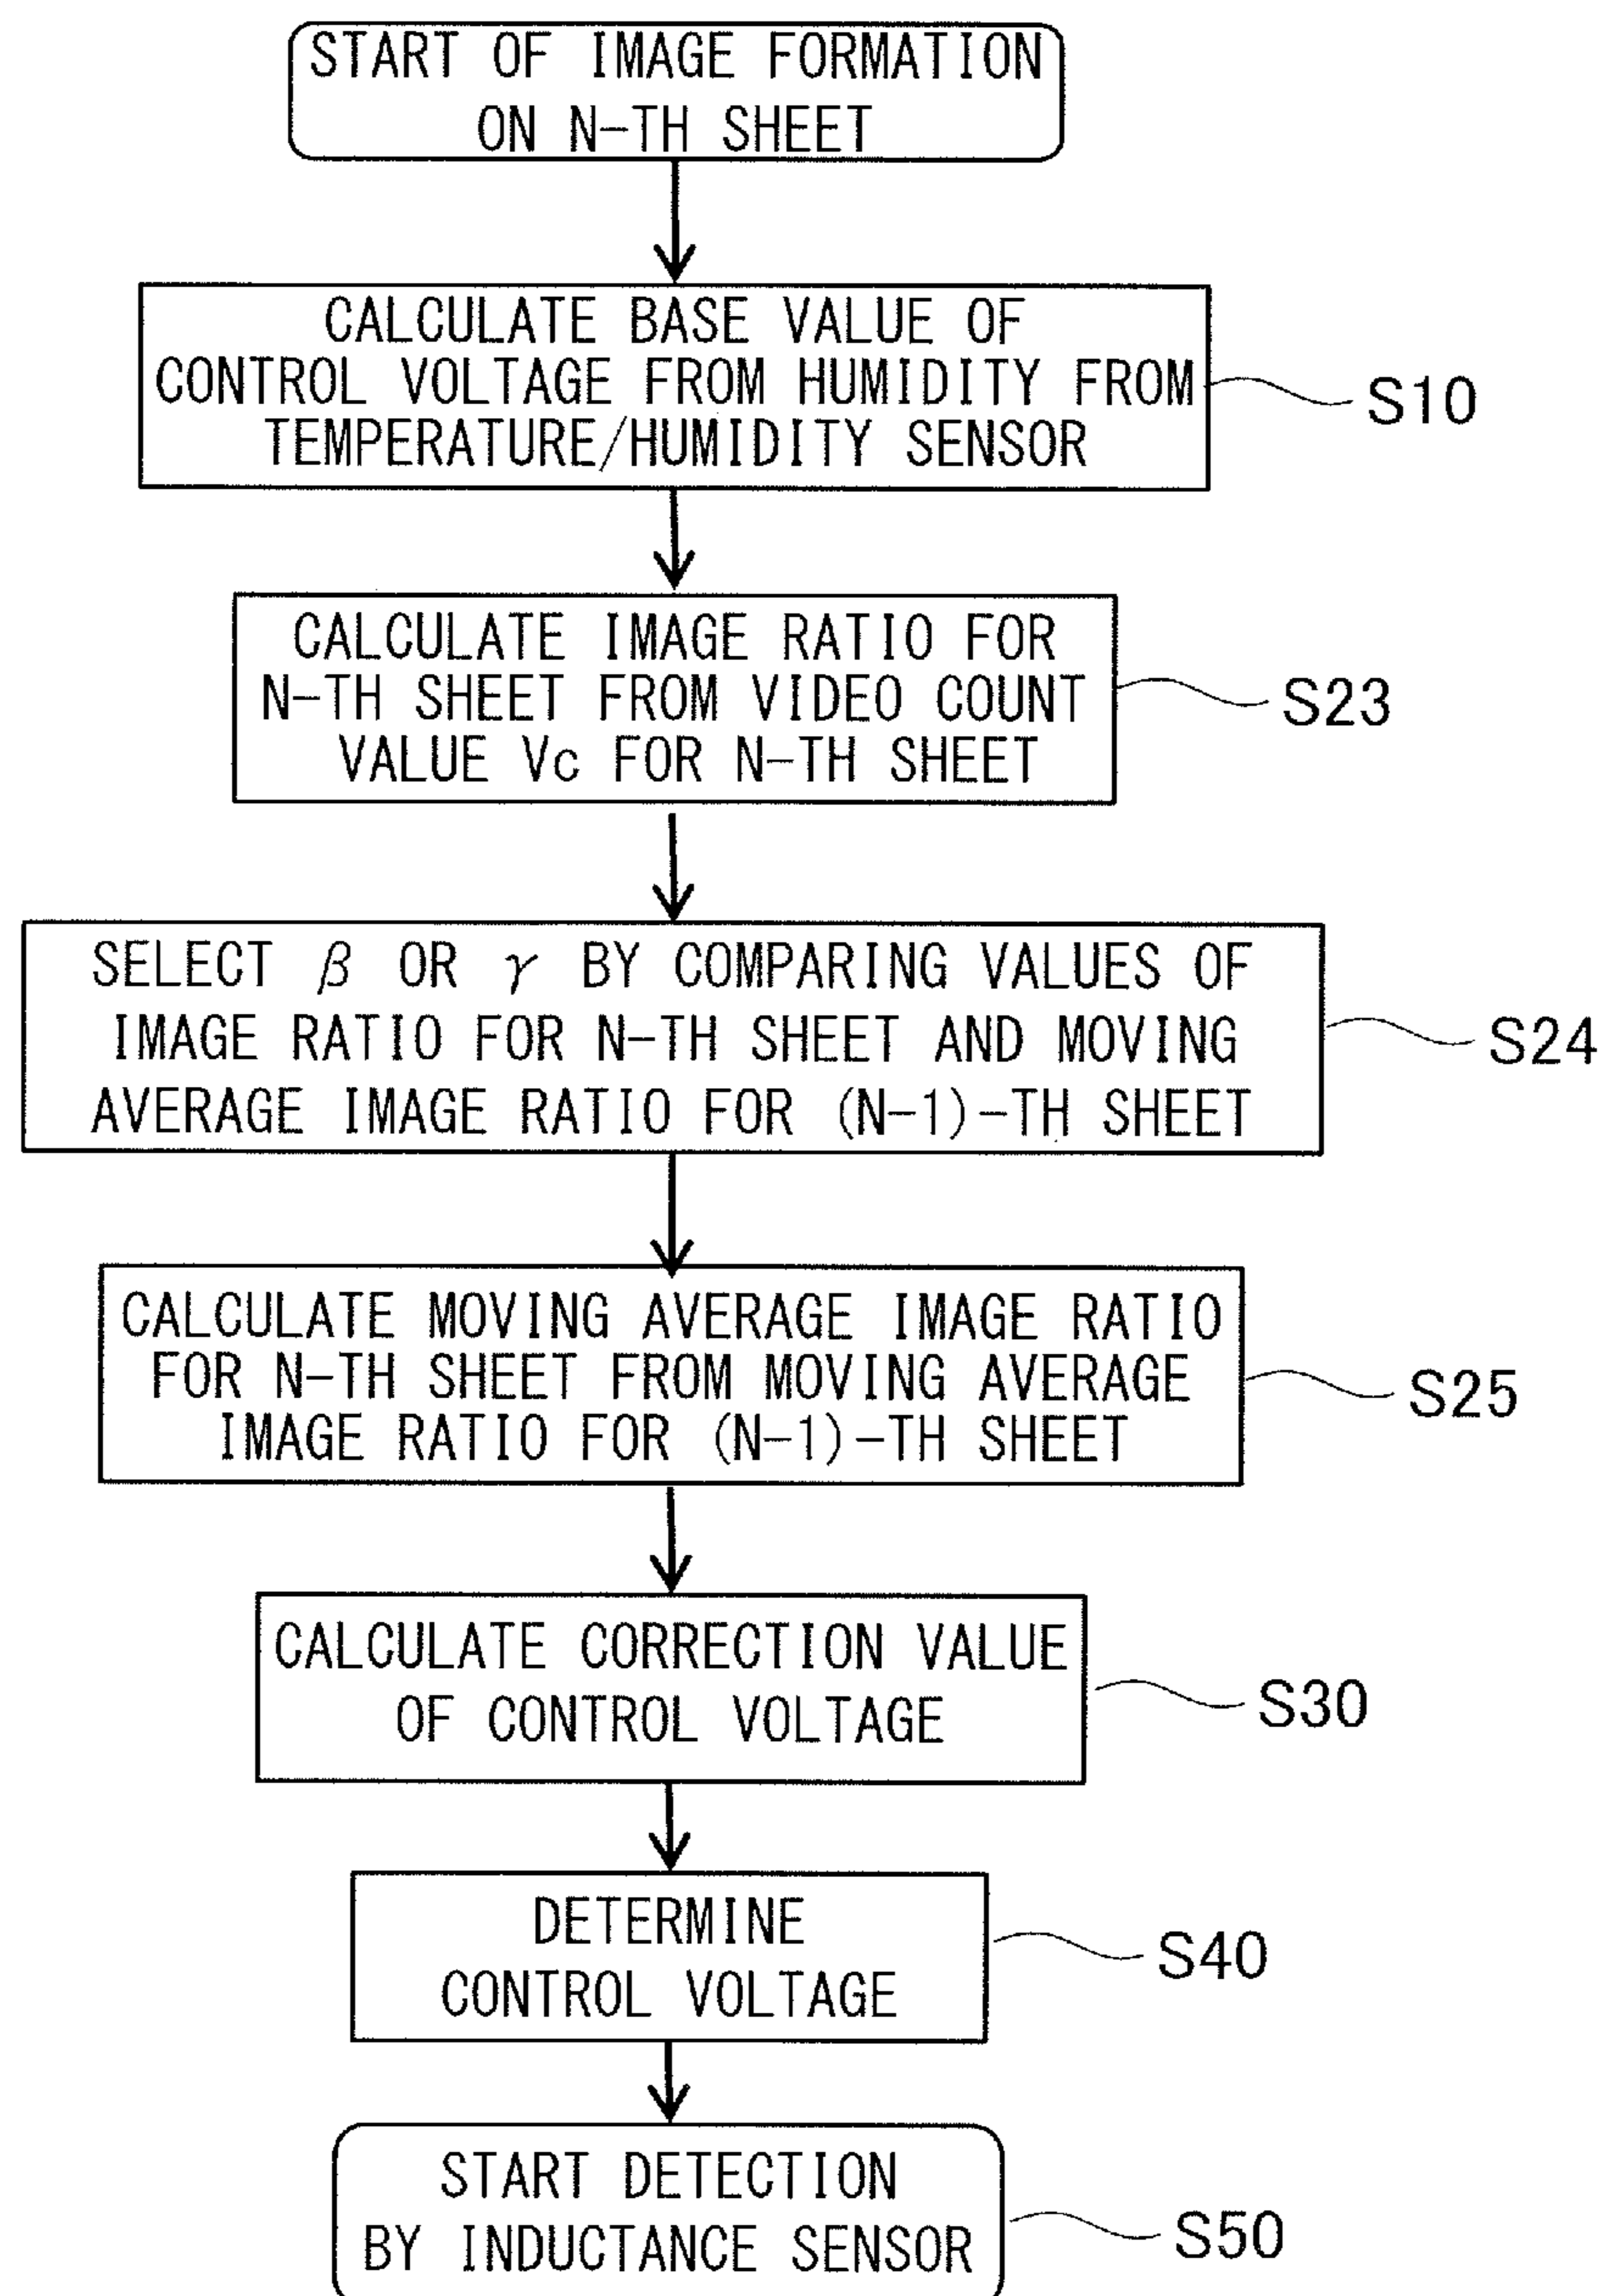 START OF IMAGE FORMATION
ON N-TH SHEET
CALCULATE BASE VALUE OF
CONTROL VOLTAGE FROM HUMIDITY FROM
TEMPERATURE/HUMIDITY SENSOR
S10
CALCULATE IMAGE RATIO FOR
N-TH SHEET FROM VIDEO COUNT
VALUE Vc FOR N-TH SHEET
S23
SELECT β OR γ BY COMPARING VALUES OF
IMAGE RATIO FOR N-TH SHEET AND MOVING
AVERAGE IMAGE RATIO FOR (N-1)-TH SHEET
S24
CALCULATE MOVING AVERAGE IMAGE RATIO
FOR N-TH SHEET FROM MOVING AVERAGE
IMAGE RATIO FOR (N-1)-TH SHEET
S25
CALCULATE CORRECTION VALUE
OF CONTROL VOLTAGE
S30
DETERMINE
CONTROL VOLTAGE
S40
START DETECTION
BY INDUCTANCE SENSOR
S50